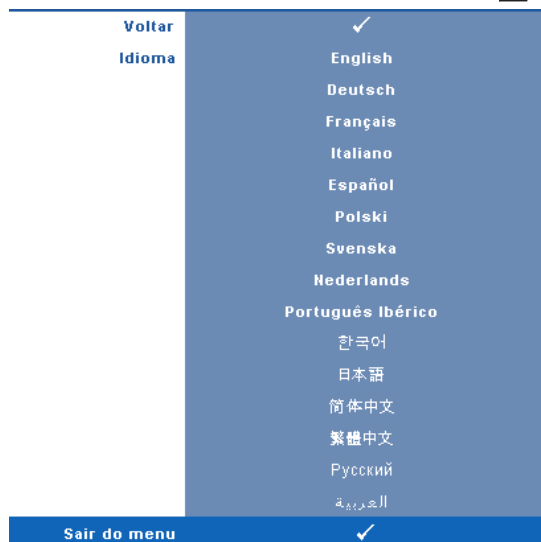 Voltar ✓
Idioma English
Deutsch
Français
Italiano
Español
Polski
Svenska
Nederlands
Português Ibérico
한국어
日本語
简体中文
繁體中文
Русский
العربية
Sair do menu ✓